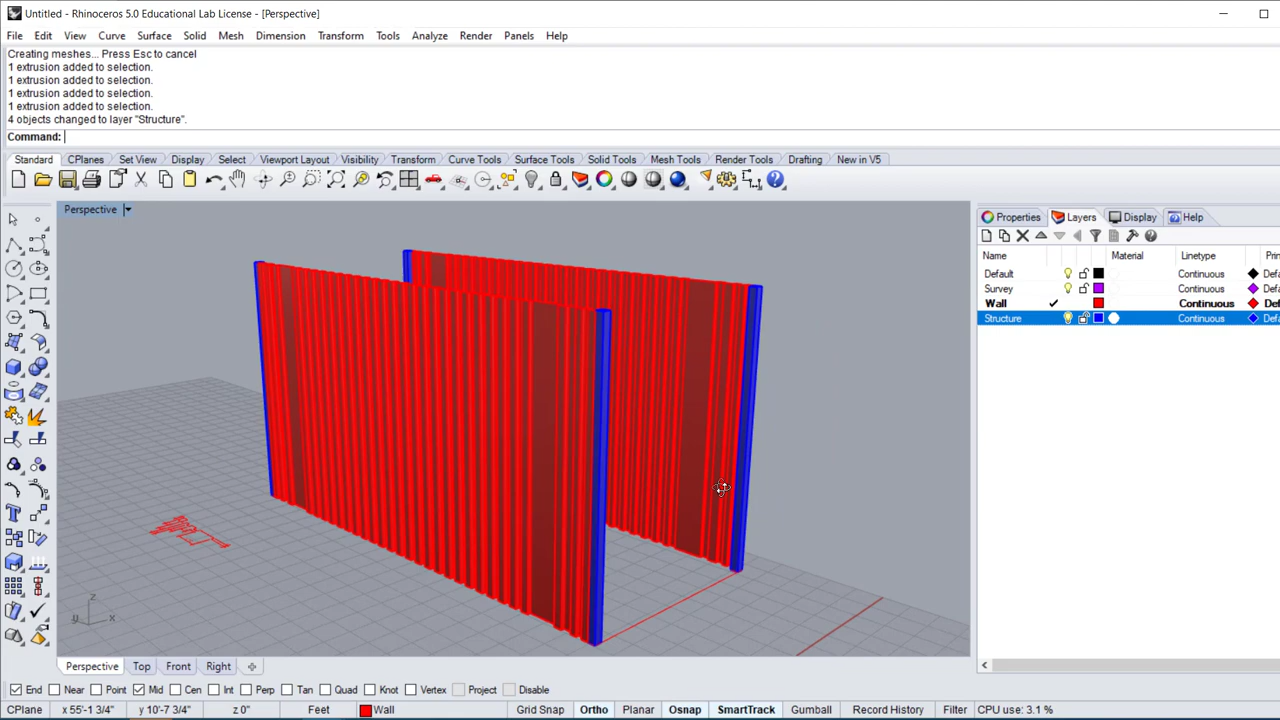 Untitled - Rhinoceros 5.0 Educational Lab License - [Perspective]
File Edit View Curve Surface Solid Mesh Dimension Transform Tools Analyze Render Panels Help
Creating meshes... Press Esc to cancel
1 extrusion added to selection.
1 extrusion added to selection.
1 extrusion added to selection.
1 extrusion added to selection.
4 objects changed to layer "Structure".
Command:
Standard CPlanes Set View Display Select Viewport Layout Visibility Transform Curve Tools Surface Tools Solid Tools Mesh Tools Render Tools Drafting New in V5
Perspective
Properties Layers Display Help
Name Material Linetype Prin
Default Continuous Defa
Survey Continuous Defa
Wall Continuous De
Structure Continuous Defa
z
y x
Perspective Top Front Right
End Near Point Mid Cen Int Perp Tan Quad Knot Vertex Project Disable
CPlane x 55'-1 3/4" y 10'-7 3/4" z 0" Feet Wall Grid Snap Ortho Planar Osnap SmartTrack Gumball Record History Filter CPU use: 3.1 %